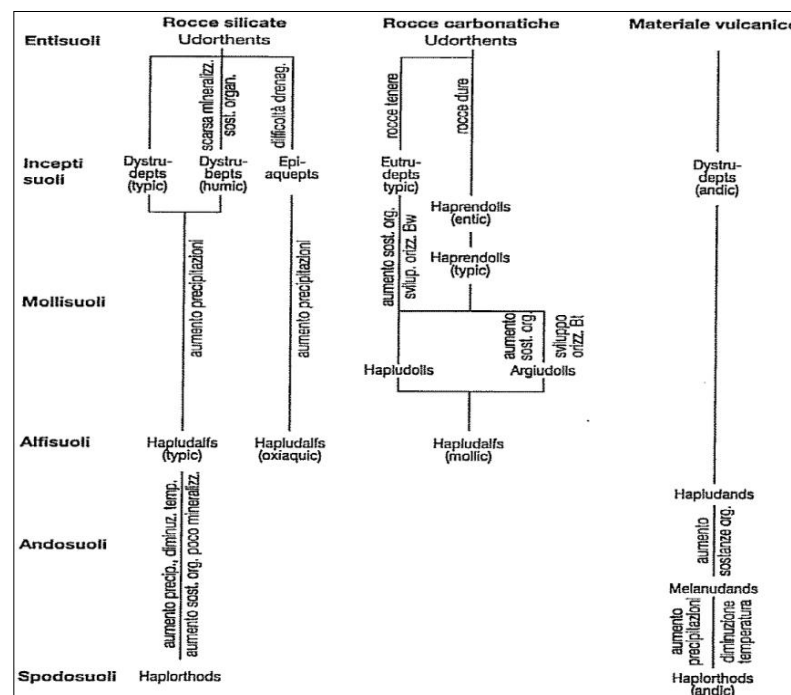 Rocce silicate
Rocce carbonatiche
Materiale vulcanico
Entisuoli
Udorthents
Udorthents
scarsa mineralizz.
sost. organ.
difficoltà drenag.
rocce tenere
rocce dure
Incepti
suoli
Dystru-
depts
(typic)
Dystru-
bepts
(humic)
Epi-
aquepts
Eutru-
depts
typic)
Dystru-
depts
(andic)
Haprendolls
(entic)
Haprendolls
(typic)
aumento precipitazioni
aumento precipitazioni
aumento sost. org.
svilup. orizz. Bw
Mollisuoli
aumento
sost. org.
sviluppo
orizz. Bt
Hapludolls
Argiudolls
Alfisuoli
Hapludalfs
(typic)
Hapludalfs
(oxiaquic)
Hapludalfs
(mollic)
Hapludands
aumento precip., diminuz. temp.
aumento sost. org. poco mineralizz.
aumento
sostanze org.
Andosuoli
Melanudands
aumento
precipitazioni
diminuzione
temperatura
Spodosuoli
Haplorthods
Haplorthods
(andic)